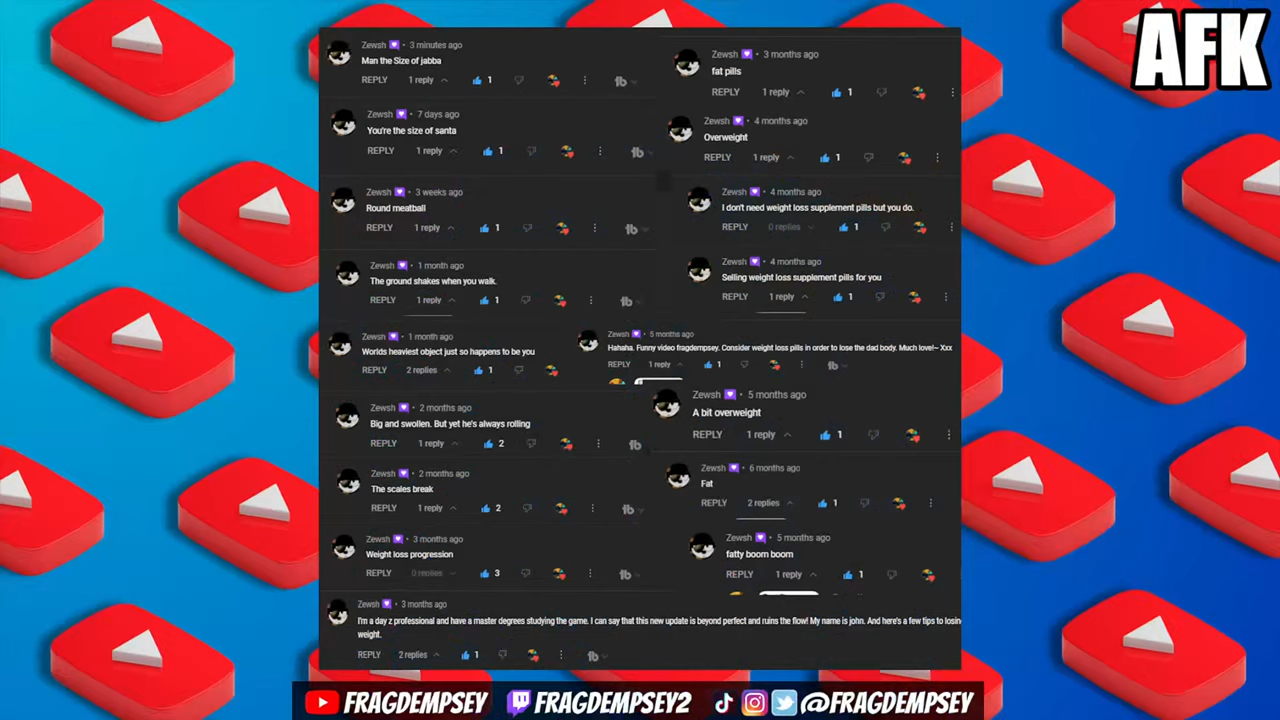 AFK
Zewsh • 3 minutes ago
Man the Size of jabba
REPLY 1 reply 1
Zewsh • 7 days ago
You're the size of santa
REPLY 1 reply 1
Zewsh • 3 weeks ago
Round meatball
REPLY 1 reply 1
Zewsh • 1 month ago
The ground shakes when you walk.
REPLY 1 reply 1
Zewsh • 1 month ago
Worlds heaviest object just so happens to be you
REPLY 2 replies 1
Zewsh • 2 months ago
Big and swollen. But yet he's always rolling
REPLY 1 reply 2
Zewsh • 2 months ago
The scales break
REPLY 1 reply 2
Zewsh • 3 months ago
Weight loss progression
REPLY 0 replies 3
Zewsh • 3 months ago
fat pills
REPLY 1 reply 1
Zewsh • 4 months ago
Overweight
REPLY 1 reply 1
Zewsh • 4 months ago
I don't need weight loss supplement pills but you do.
REPLY 0 replies 1
Zewsh • 4 months ago
Selling weight loss supplement pills for you
REPLY 1 reply 1
Zewsh • 5 months ago
Hahaha. Funny video fragdempsey. Consider weight loss pills in order to lose the dad body. Much love!~ Xxx
REPLY 1 reply 1
Zewsh • 5 months ago
A bit overweight
REPLY 1 reply 1
Zewsh • 6 months ago
Fat
REPLY 2 replies 1
Zewsh • 5 months ago
fatty boom boom
REPLY 1 reply 1
Zewsh • 3 months ago
I'm a day z professional and have a master degrees studying the game. I can say that this new update is beyond perfect and ruins the flow! My name is john. And here's a few tips to losin
weight.
REPLY 2 replies 1
FRAGDEMPSEY FRAGDEMPSEY2 @FRAGDEMPSEY